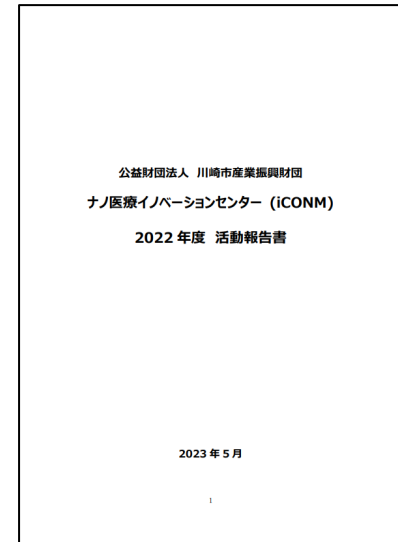 公益財団法人 川崎市産業振興財団
ナノ医療イノベーションセンター (iCONM)
2022 年度 活動報告書
2023 年 5 月
1